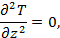 ∂²T/∂z² = 0,